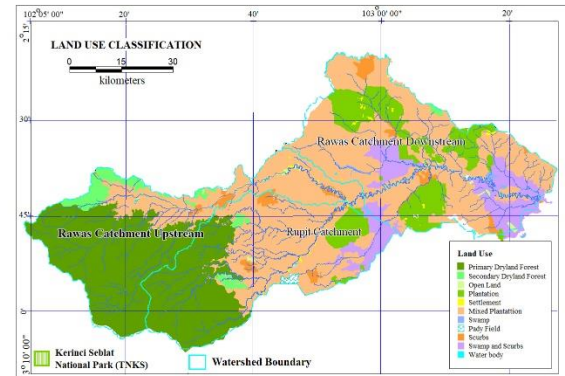 102 05' 00"
20'
40'
103 00' 00"
20'
2 15'
LAND USE CLASSIFICATION
0 15 30
kilometers
30'
Rawas Catchment Downstream
45'
Rawas Catchment Upstream
Rupit Catchment
0'
3 10' 00"
Land Use
Primary Dryland Forest
Secondary Dryland Forest
Open Land
Plantation
Settlement
Mixed Plantattion
Swamp
Pady Field
Scurbs
Swamp and Scurbs
Water body
Kerinci Seblat
National Park (TNKS)
Watershed Boundary